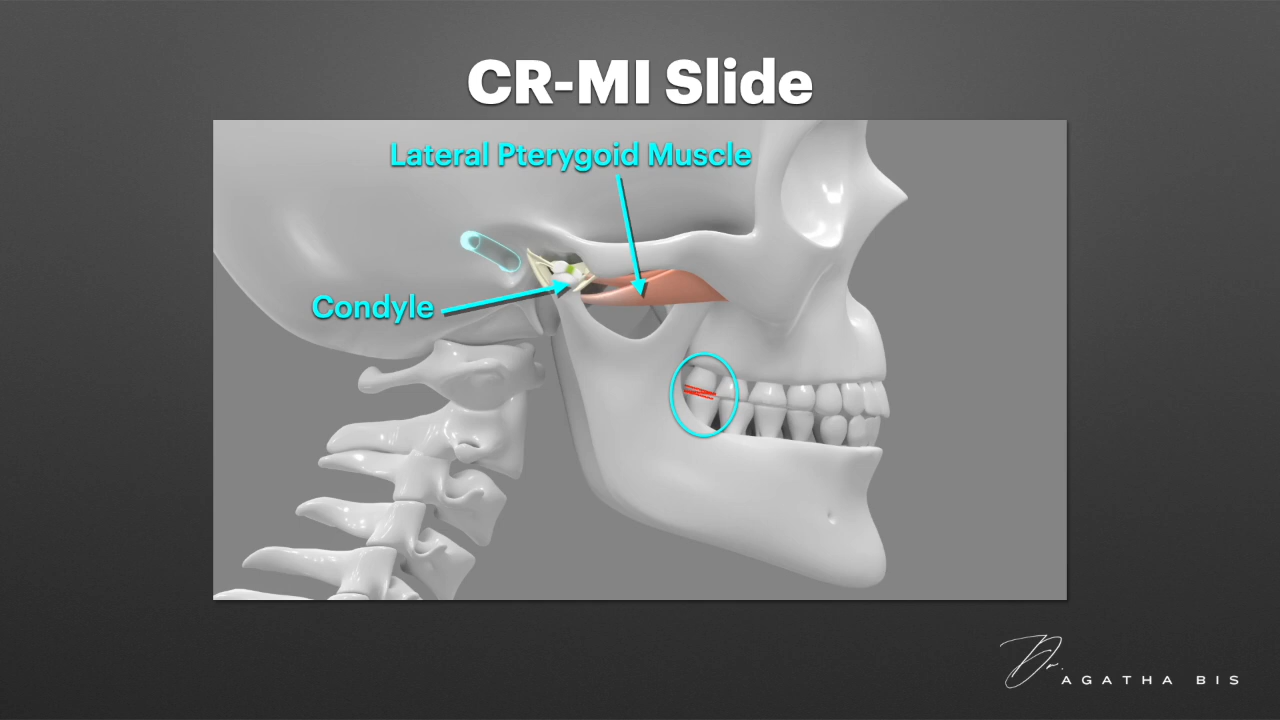 CR-MI Slide
Lateral Pterygoid Muscle
Condyle
Dr.
AGATHA BIS